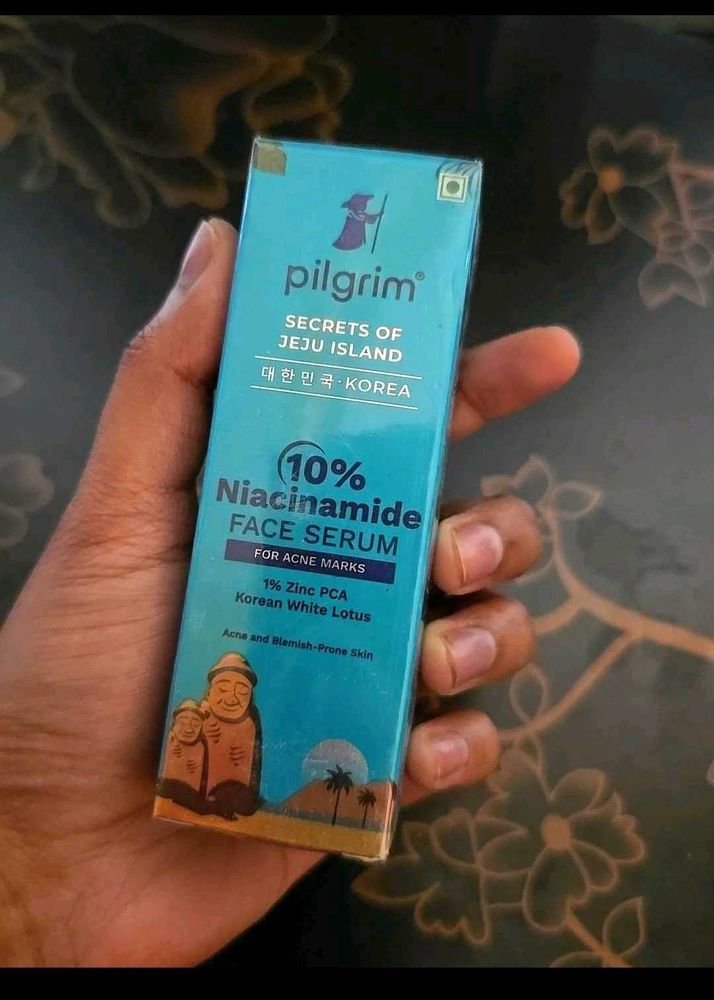 pilgrim®
SECRETS OF
JEJU ISLAND
대한민국·KOREA
10%
Niacinamide
FACE SERUM
FOR ACNE MARKS
1% Zinc PCA
Korean White Lotus
Acne and Blemish-Prone Skin